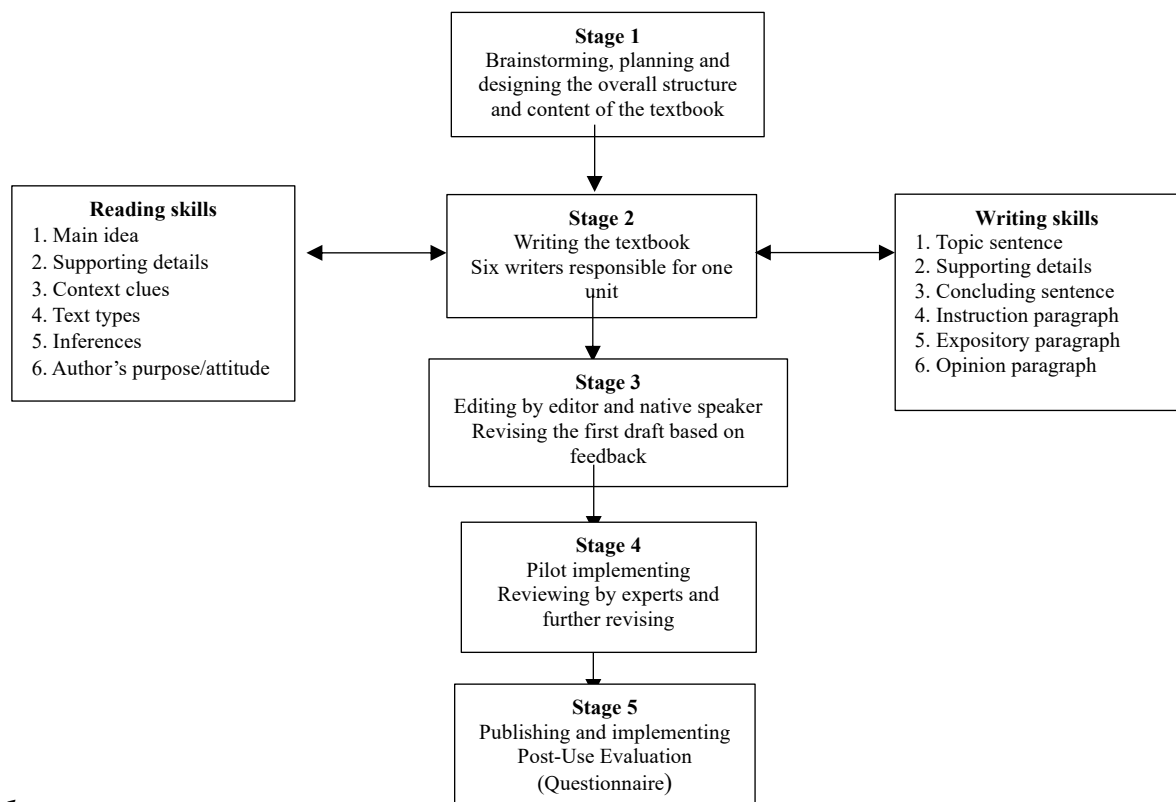 Stage 1
Brainstorming, planning and
designing the overall structure
and content of the textbook
Reading skills
1. Main idea
2. Supporting details
3. Context clues
4. Text types
5. Inferences
6. Author’s purpose/attitude
Stage 2
Writing the textbook
Six writers responsible for one
unit
Writing skills
1. Topic sentence
2. Supporting details
3. Concluding sentence
4. Instruction paragraph
5. Expository paragraph
6. Opinion paragraph
Stage 3
Editing by editor and native speaker
Revising the first draft based on
feedback
Stage 4
Pilot implementing
Reviewing by experts and
further revising
Stage 5
Publishing and implementing
Post-Use Evaluation
(Questionnaire)